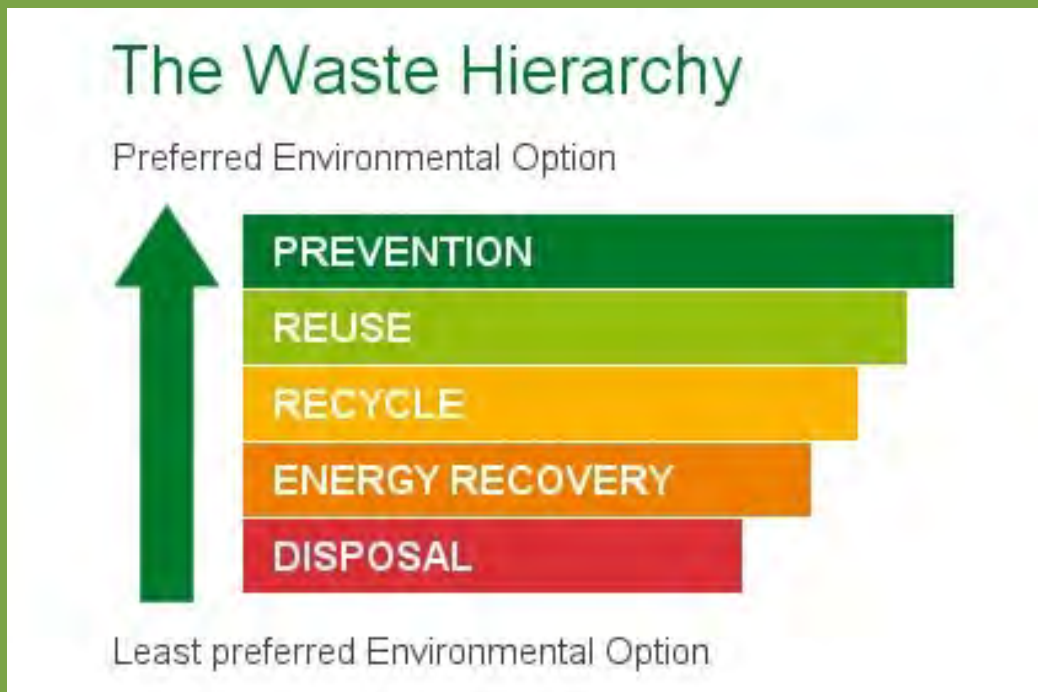 The Waste Hierarchy
Preferred Environmental Option
PREVENTION
REUSE
RECYCLE
ENERGY RECOVERY
DISPOSAL
Least preferred Environmental Option